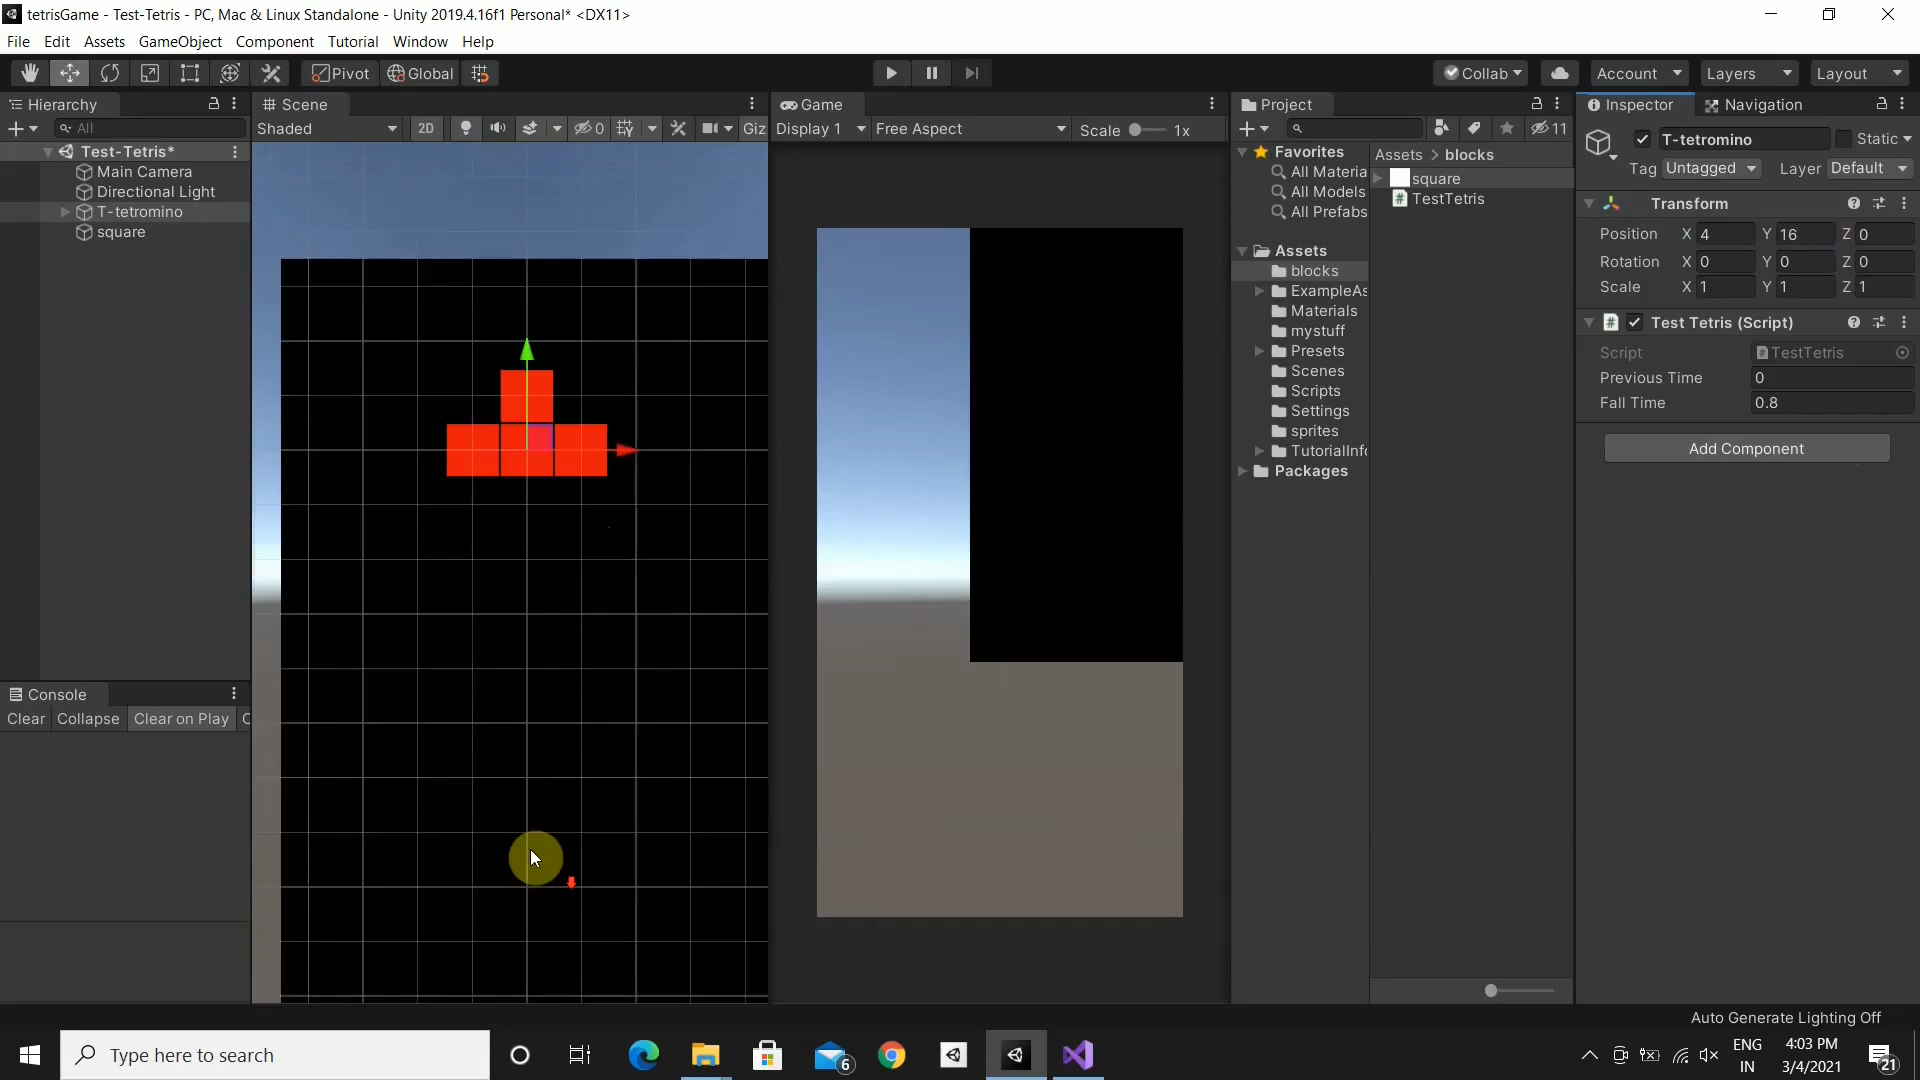 tetrisGame - Test-Tetris - PC, Mac & Linux Standalone - Unity 2019.4.16f1 Personal* <DX11>
File Edit Assets GameObject Component Tutorial Window Help
Pivot Global Collab Account Layers Layout
Hierarchy
All
Test-Tetris*
Main Camera
Directional Light
T-tetromino
square
Console
Clear Collapse Clear on Play C
Scene
Shaded 2D 0 Giz
Game
Display 1 Free Aspect Scale 1x
Project
11
Favorites
All Materia
All Models
All Prefabs
Assets
blocks
ExampleAs
Materials
mystuff
Presets
Scenes
Scripts
Settings
sprites
TutorialInfo
Packages
Assets > blocks
square
TestTetris
Inspector Navigation
T-tetromino Static
Tag Untagged Layer Default
Transform
Position X 4 Y 16 Z 0
Rotation X 0 Y 0 Z 0
Scale X 1 Y 1 Z 1
Test Tetris (Script)
Script TestTetris
Previous Time 0
Fall Time 0.8
Add Component
Auto Generate Lighting Off
Type here to search
6
ENG
IN
4:03 PM
3/4/2021
21